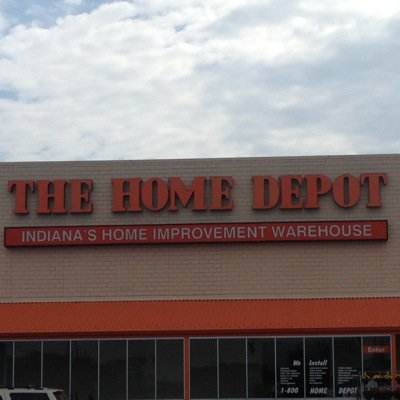 THE HOME DEPOT
INDIANA'S HOME IMPROVEMENT WAREHOUSE
Enter
We Install
1-800 HOME DEPOT